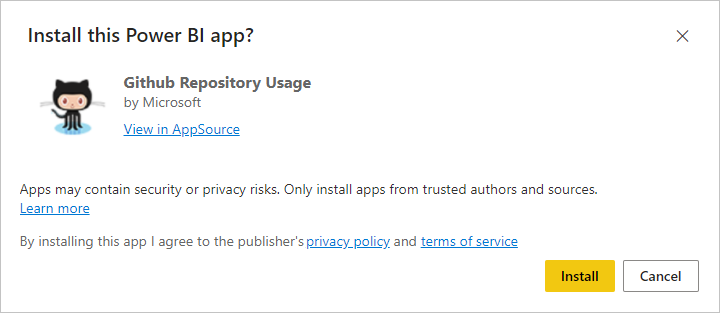 Install this Power BI app?
Github Repository Usage
by Microsoft
View in AppSource
Apps may contain security or privacy risks. Only install apps from trusted authors and sources.
Learn more
By installing this app I agree to the publisher's privacy policy and terms of service
Install
Cancel